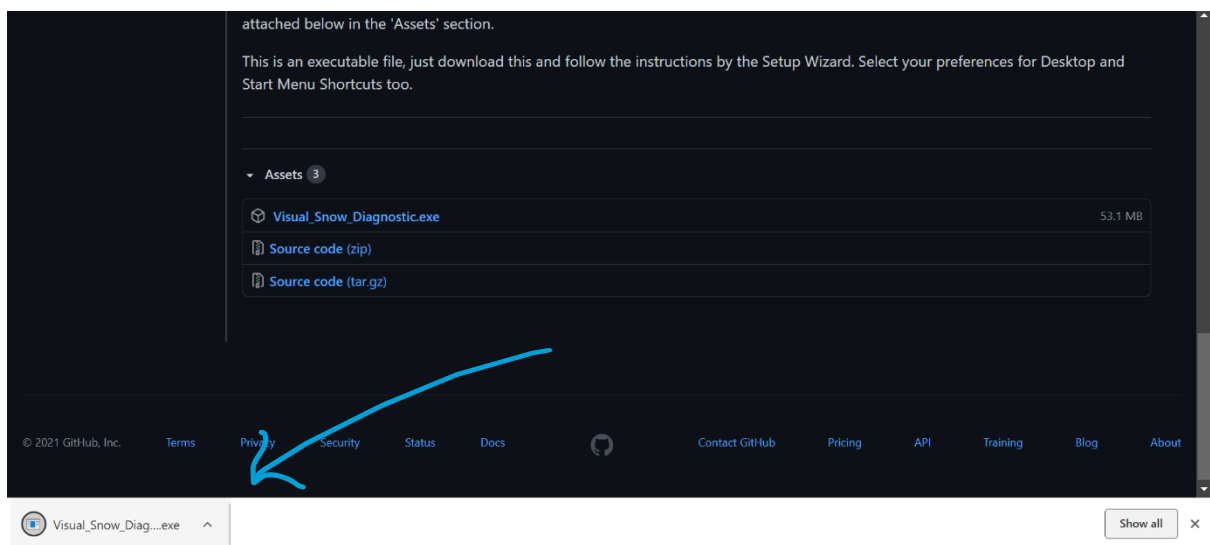 attached below in the 'Assets' section.
This is an executable file, just download this and follow the instructions by the Setup Wizard. Select your preferences for Desktop and
Start Menu Shortcuts too.
Assets 3
Visual_Snow_Diagnostic.exe 53.1 MB
Source code (zip)
Source code (tar.gz)
© 2021 GitHub, Inc. Terms Privacy Security Status Docs Contact GitHub Pricing API Training Blog About
Visual_Snow_Diag....exe Show all